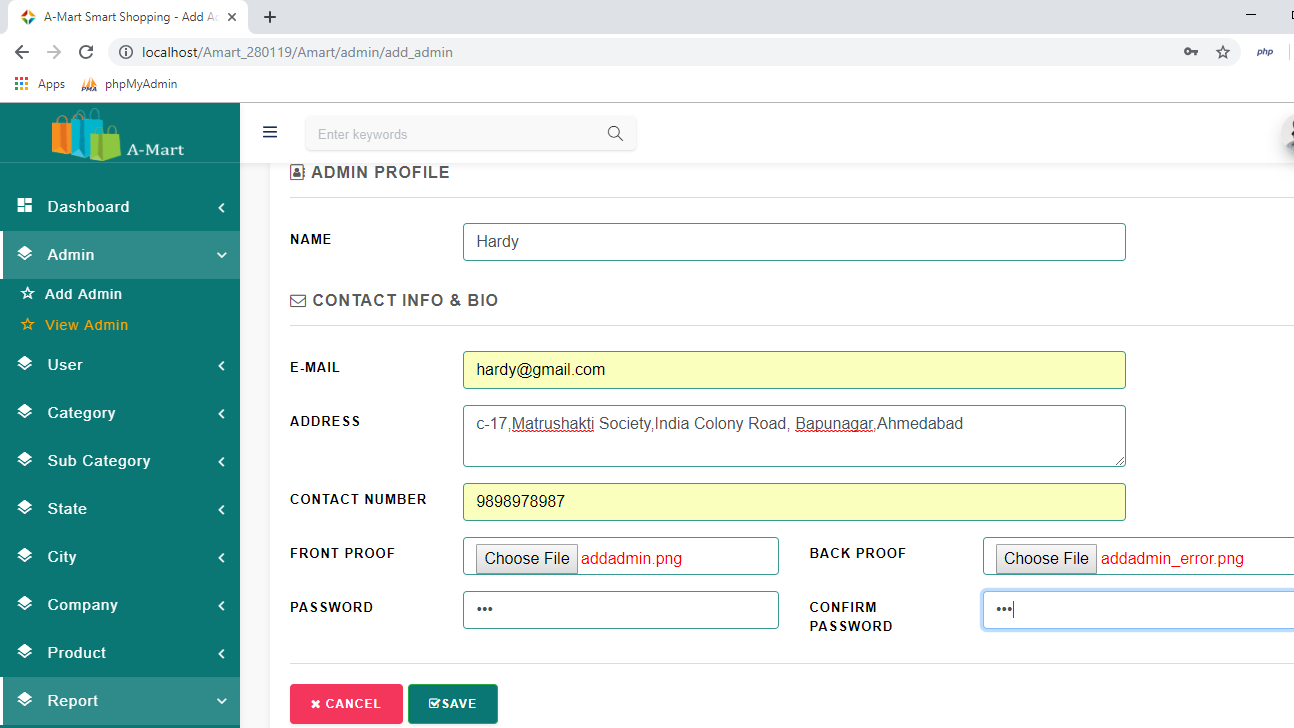 A-Mart Smart Shopping - Add
localhost/Amart_280119/Amart/admin/add_admin
php
Apps
phpMyAdmin
PMA
A-Mart
Enter keywords
Dashboard
Admin
Add Admin
View Admin
User
Category
Sub Category
State
City
Company
Product
Report
ADMIN PROFILE
NAME
Hardy
CONTACT INFO & BIO
E-MAIL
hardy@gmail.com
ADDRESS
c-17,Matrushakti Society,India Colony Road, Bapunagar,Ahmedabad
CONTACT NUMBER
9898978987
FRONT PROOF
Choose File addadmin.png
BACK PROOF
Choose File addadmin_error.png
PASSWORD
•••
CONFIRM
PASSWORD
•••
CANCEL
SAVE